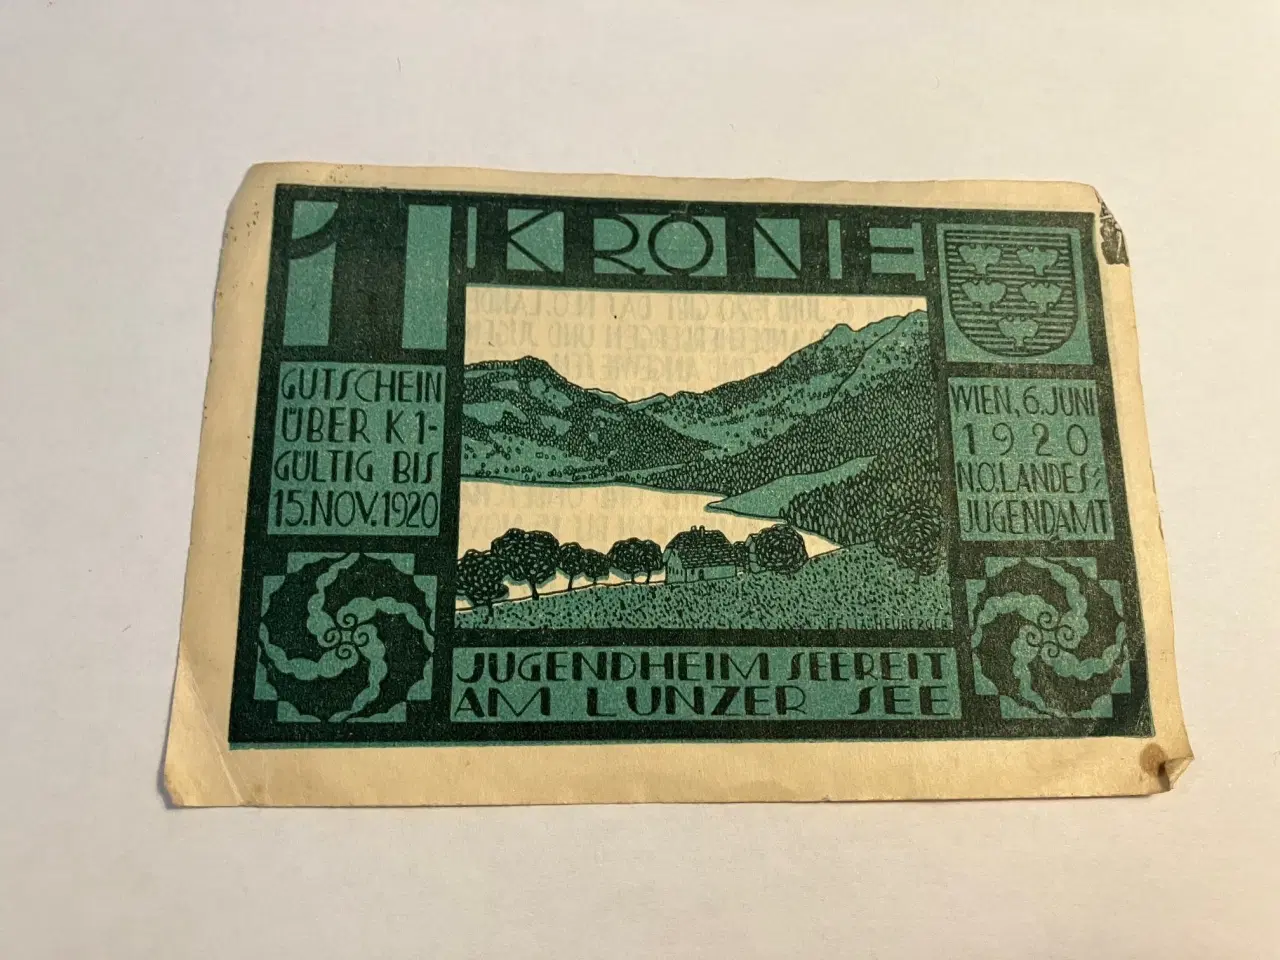 1 KRONE
GUTSCHEIN
ÜBER K 1-
GÜLTIG BIS
15. NOV. 1920
WIEN, 6. JUNI
1920
N.Ö. LANDES-
JUGENDAMT
HEUBERGER
JUGENDHEIM SEEREIT
AM LUNZER SEE